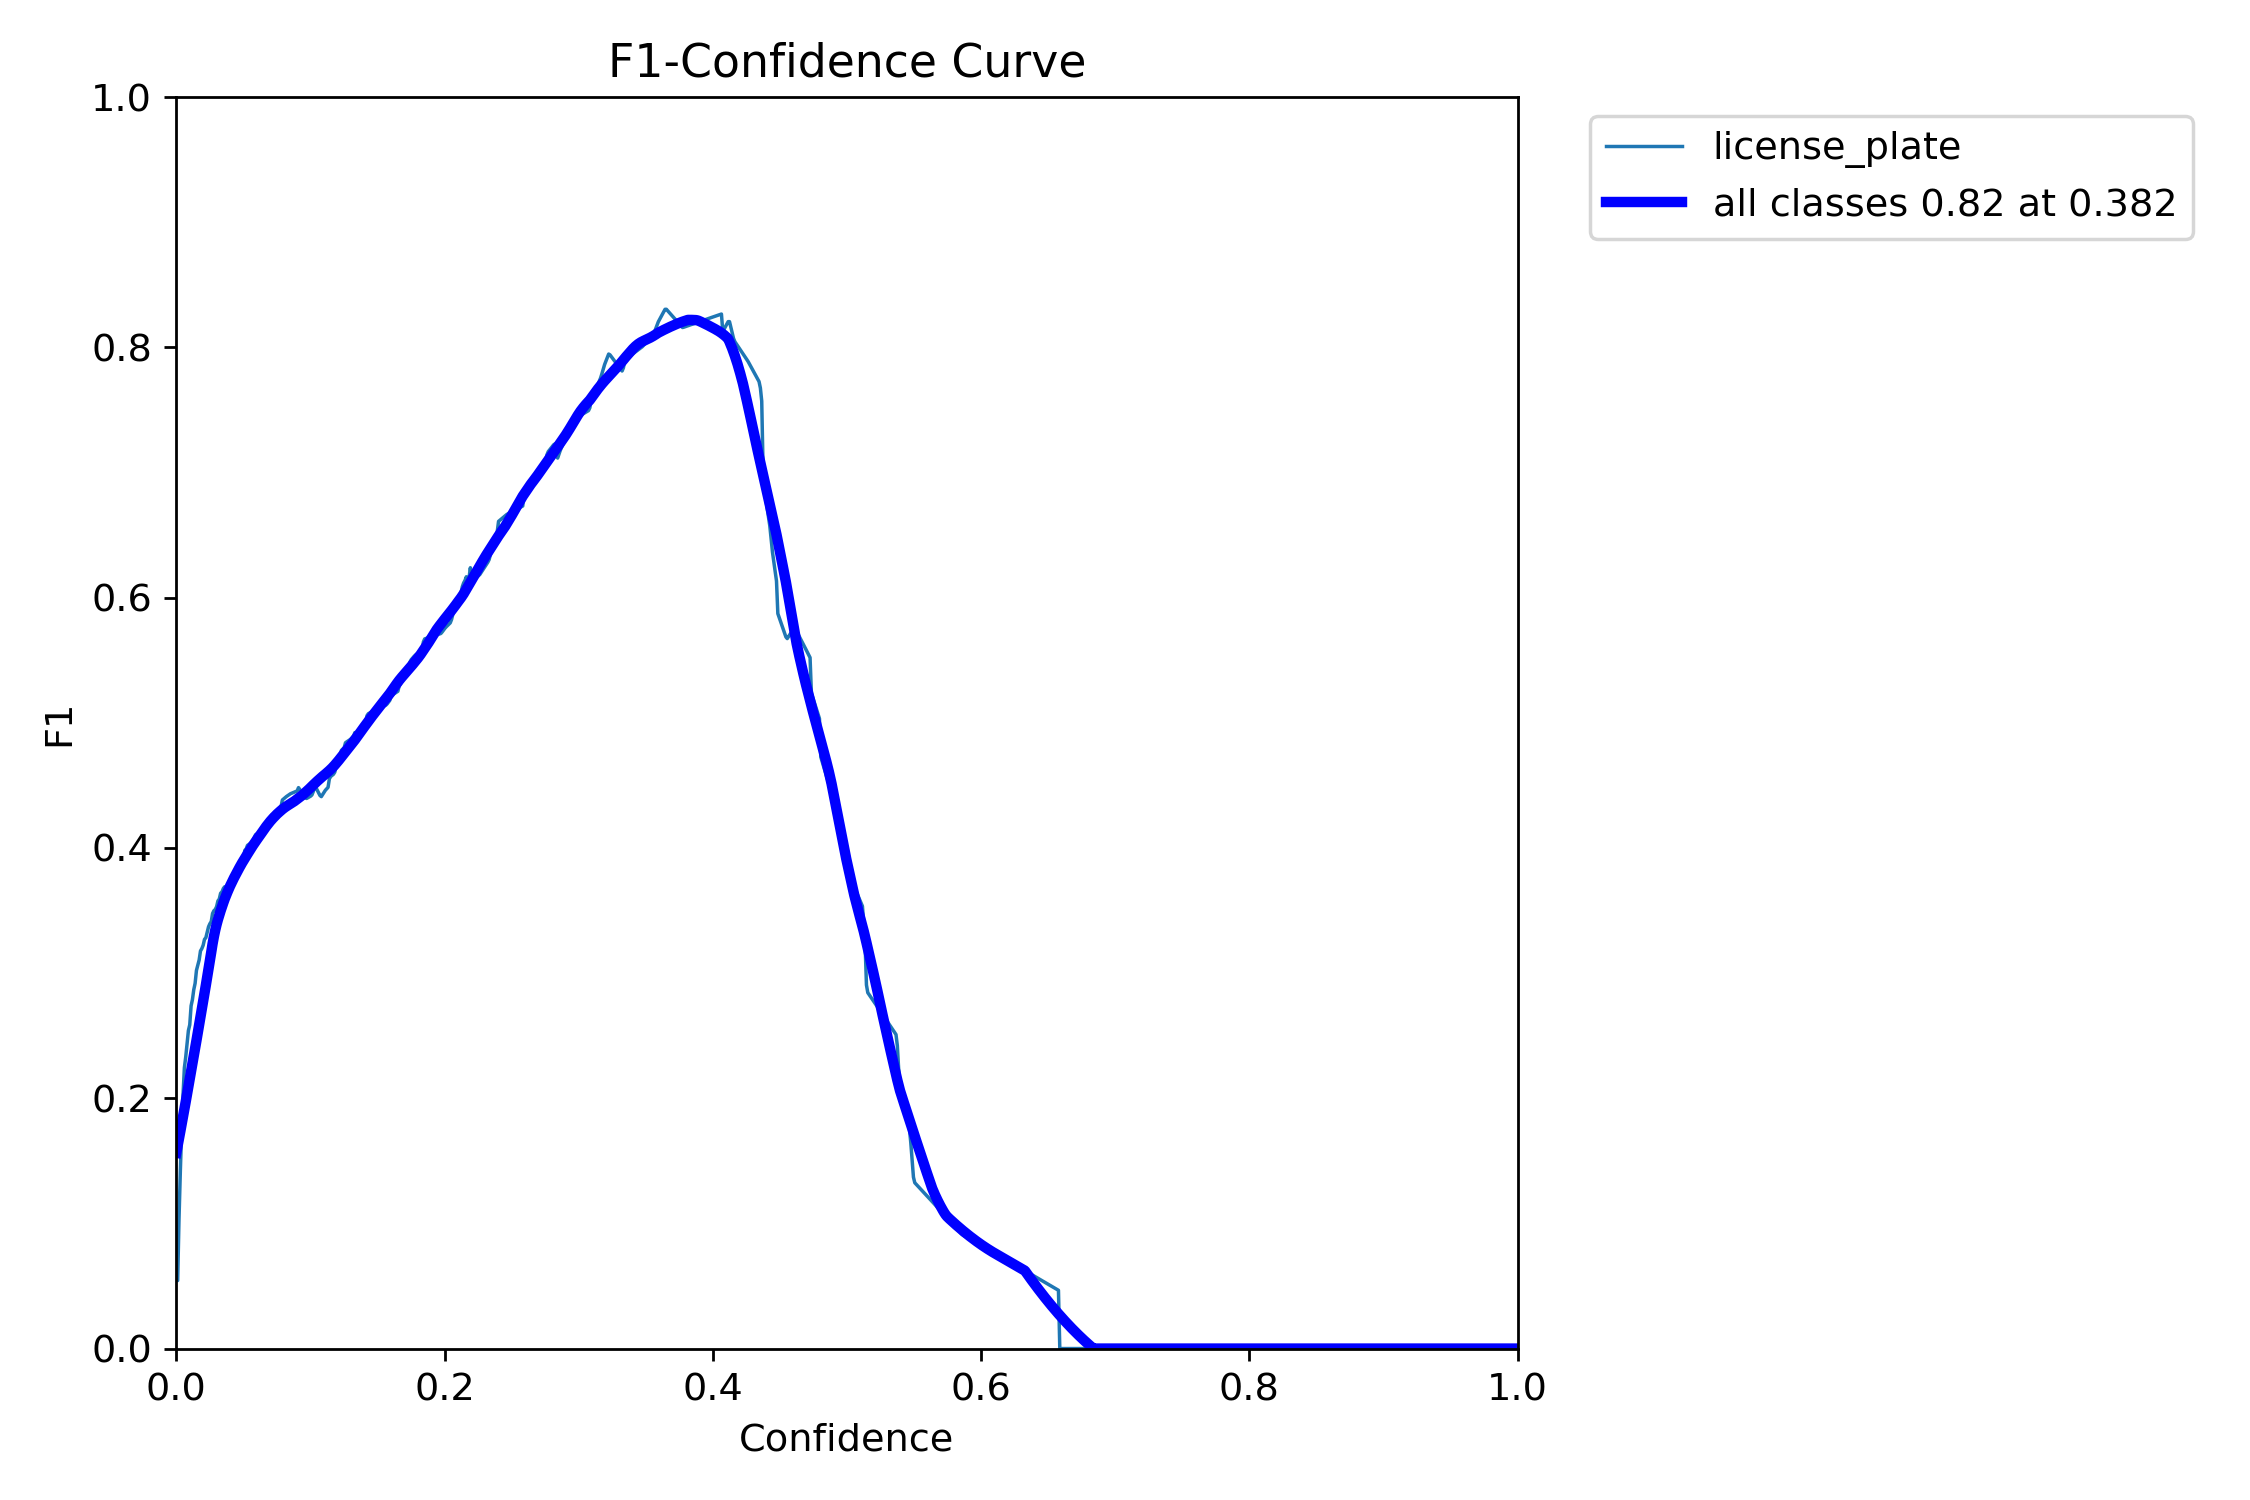 F1-Confidence Curve
1.0
0.8
0.6
0.4
0.2
0.0
F1
0.0 0.2 0.4 0.6 0.8 1.0
Confidence
license_plate
all classes 0.82 at 0.382